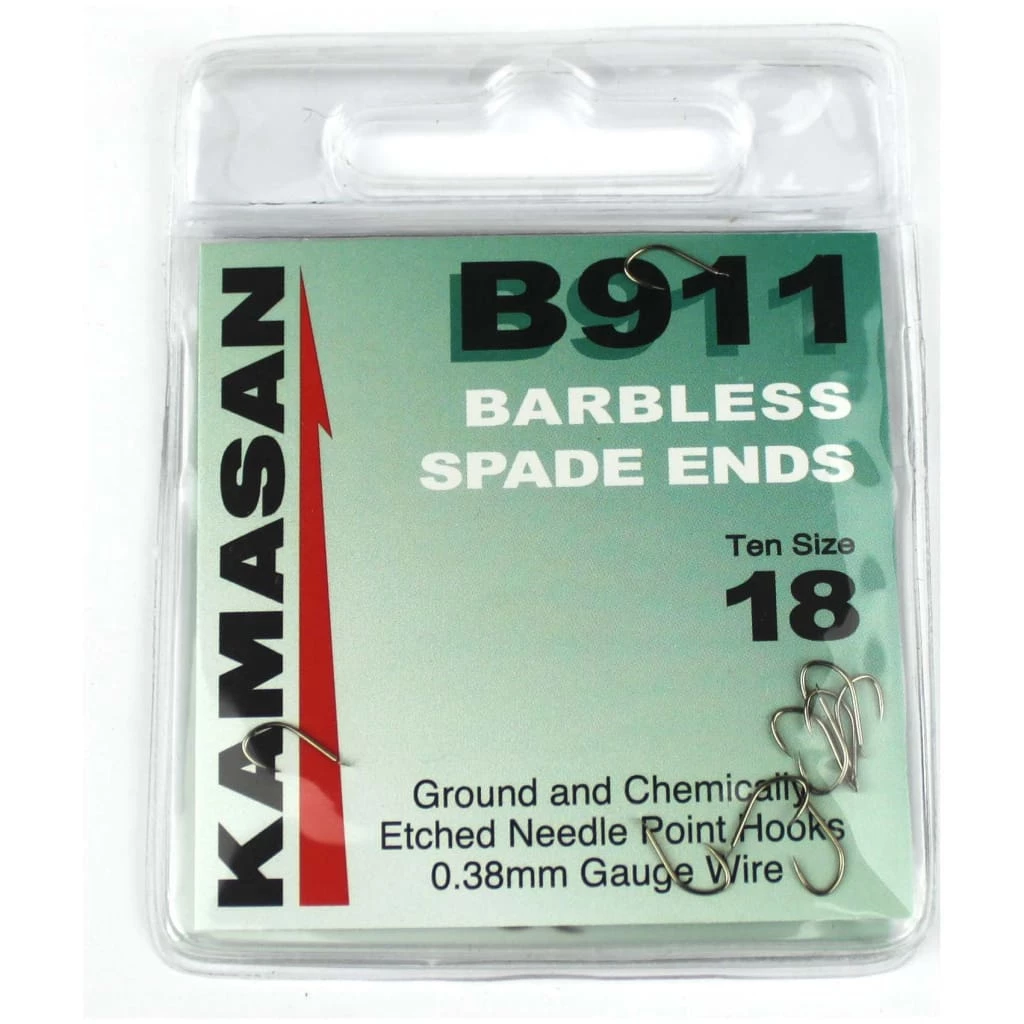 KAMASAN
B911
BARBLESS
SPADE ENDS
Ten Size
18
Ground and Chemically
Etched Needle Point Hooks
0.38mm Gauge Wire